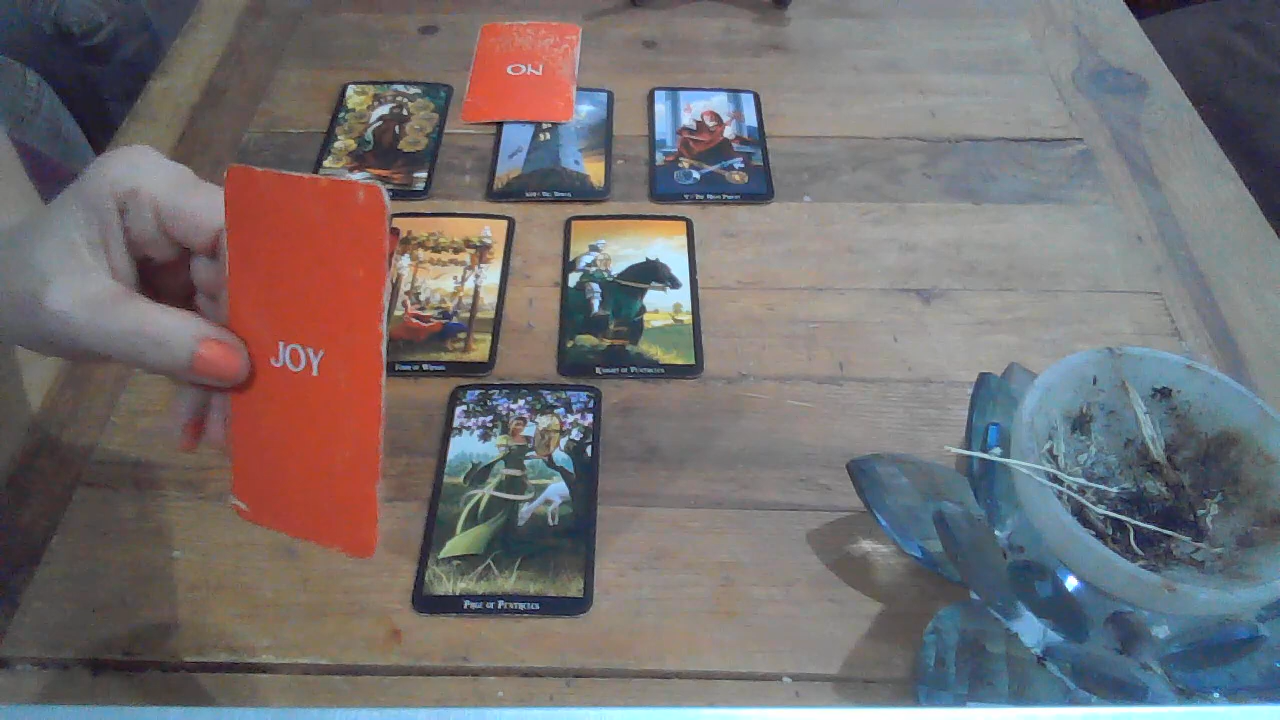 NO
XVI - The Tower
V - The High Priest
JOY
Four of Wands
Knight of Pentacles
Page of Pentacles